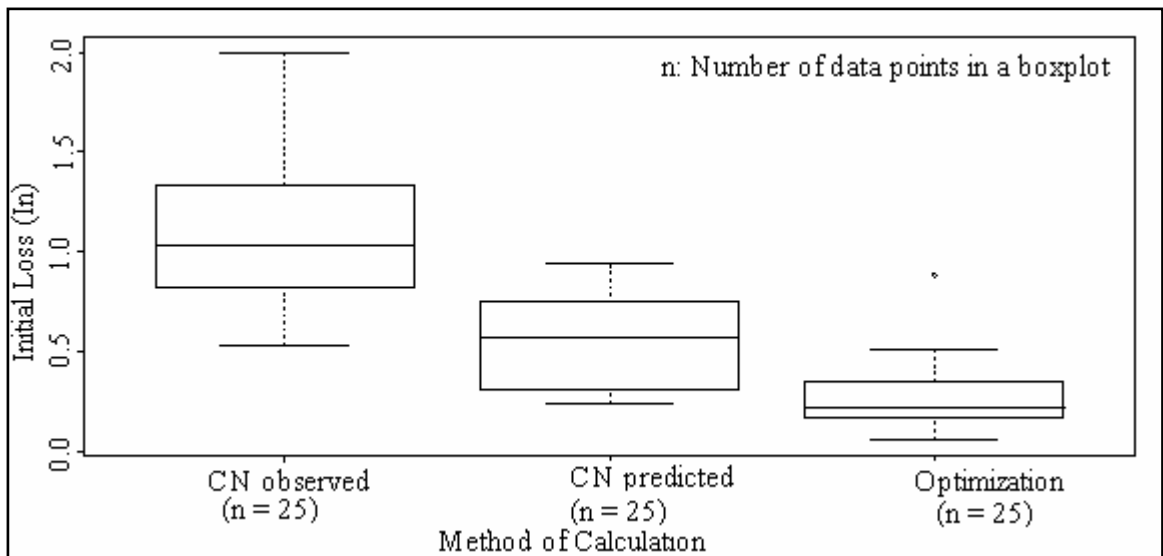 n: Number of data points in a boxplot
Initial Loss (In)
2.0
1.5
1.0
0.5
0.0
CN observed
(n = 25)
CN predicted
(n = 25)
Optimization
(n = 25)
Method of Calculation